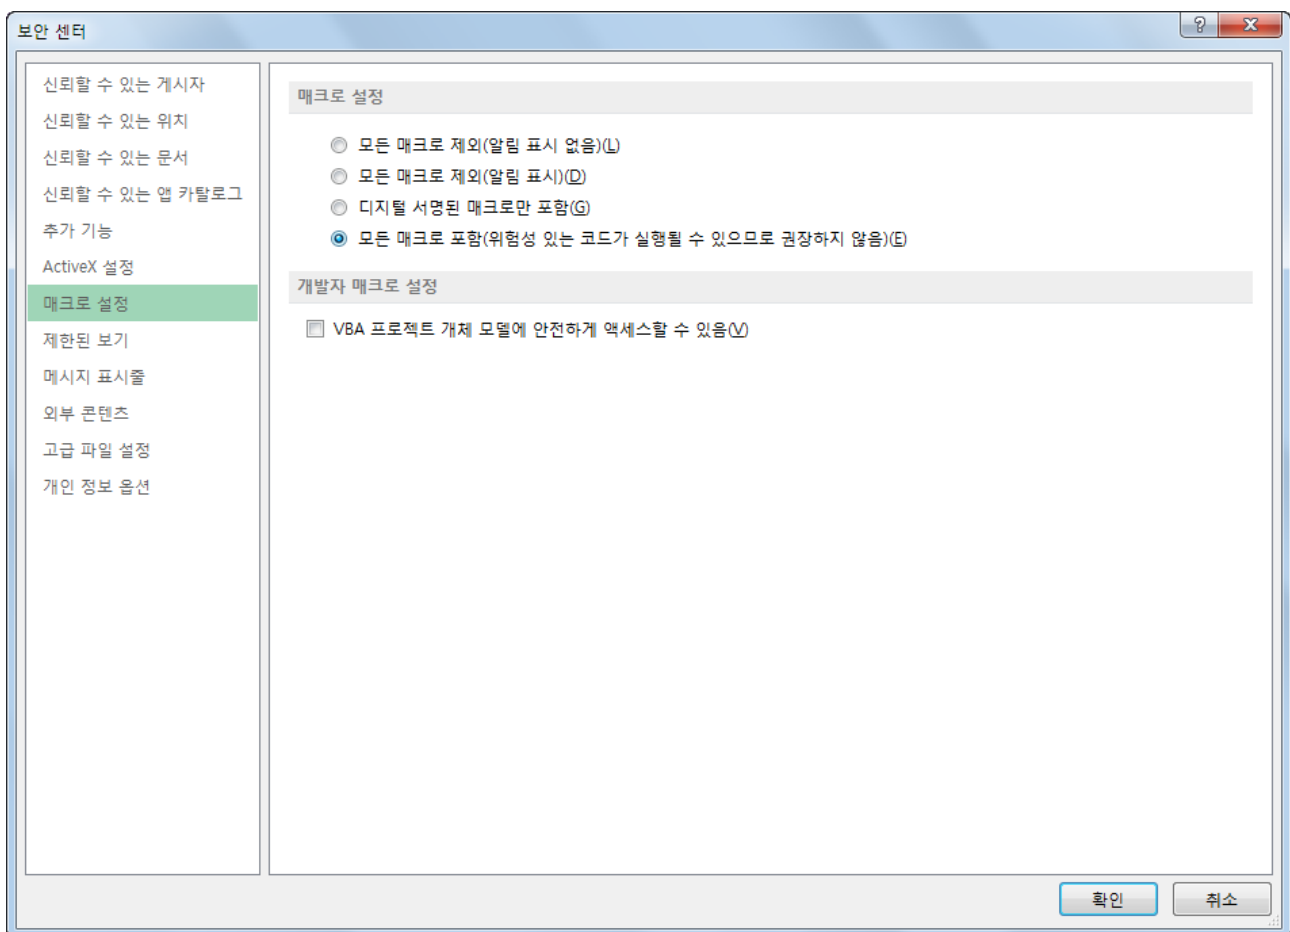 보안 센터
신뢰할 수 있는 게시자
신뢰할 수 있는 위치
신뢰할 수 있는 문서
신뢰할 수 있는 앱 카탈로그
추가 기능
ActiveX 설정
매크로 설정
제한된 보기
메시지 표시줄
외부 콘텐츠
고급 파일 설정
개인 정보 옵션
매크로 설정
모든 매크로 제외(알림 표시 없음)(L)
모든 매크로 제외(알림 표시)(D)
디지털 서명된 매크로만 포함(G)
모든 매크로 포함(위험성 있는 코드가 실행될 수 있으므로 권장하지 않음)(E)
개발자 매크로 설정
VBA 프로젝트 개체 모델에 안전하게 액세스할 수 있음(V)
확인
취소